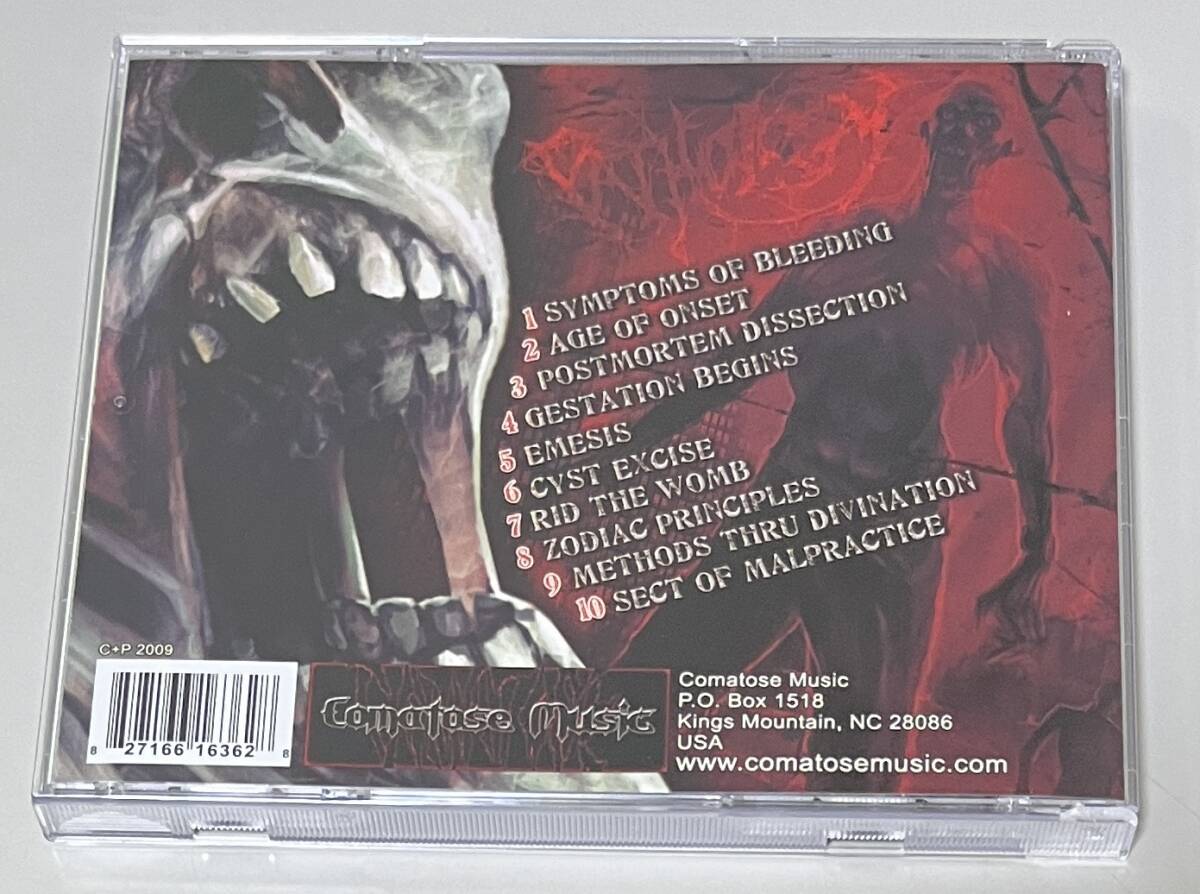 1 SYMPTOMS OF BLEEDING
2 AGE OF ONSET
3 POSTMORTEM DISSECTION
4 GESTATION BEGINS
5 EMESIS
6 CYST EXCISE
7 RID THE WOMB
8 ZODIAC PRINCIPLES
9 METHODS THRU DIVINATION
10 SECT OF MALPRACTICE
C+P 2009
8 27166 16362 8
Comatose Music
Comatose Music
P.O. Box 1518
Kings Mountain, NC 28086
USA
www.comatosemusic.com